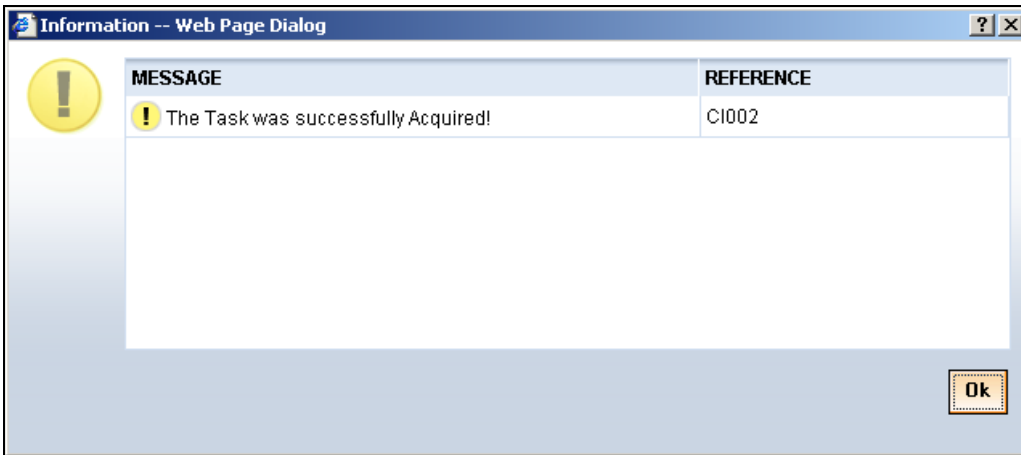 Information -- Web Page Dialog
MESSAGE REFERENCE
The Task was successfully Acquired! CI002
Ok